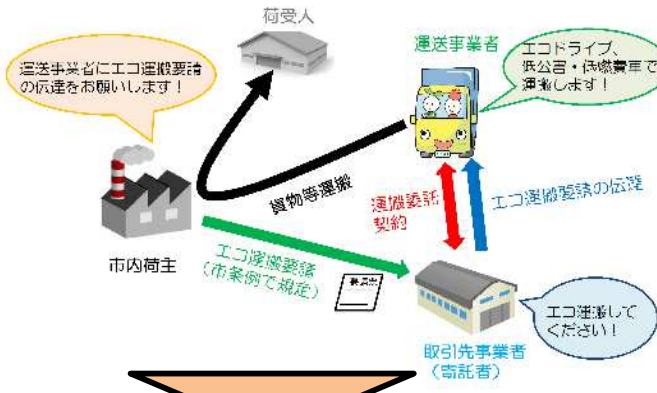 荷受人
運送事業者
エコドライブ、
低公害・低燃費車で
運搬します！
運送事業者にエコ運搬要請
の伝達をお願いします！
貨物等運搬
運搬委託
契約
エコ運搬要請の伝達
市内荷主
エコ運搬要請
（市条例で規定）
エコ運搬して
ください！
取引先事業者
（寄託者）